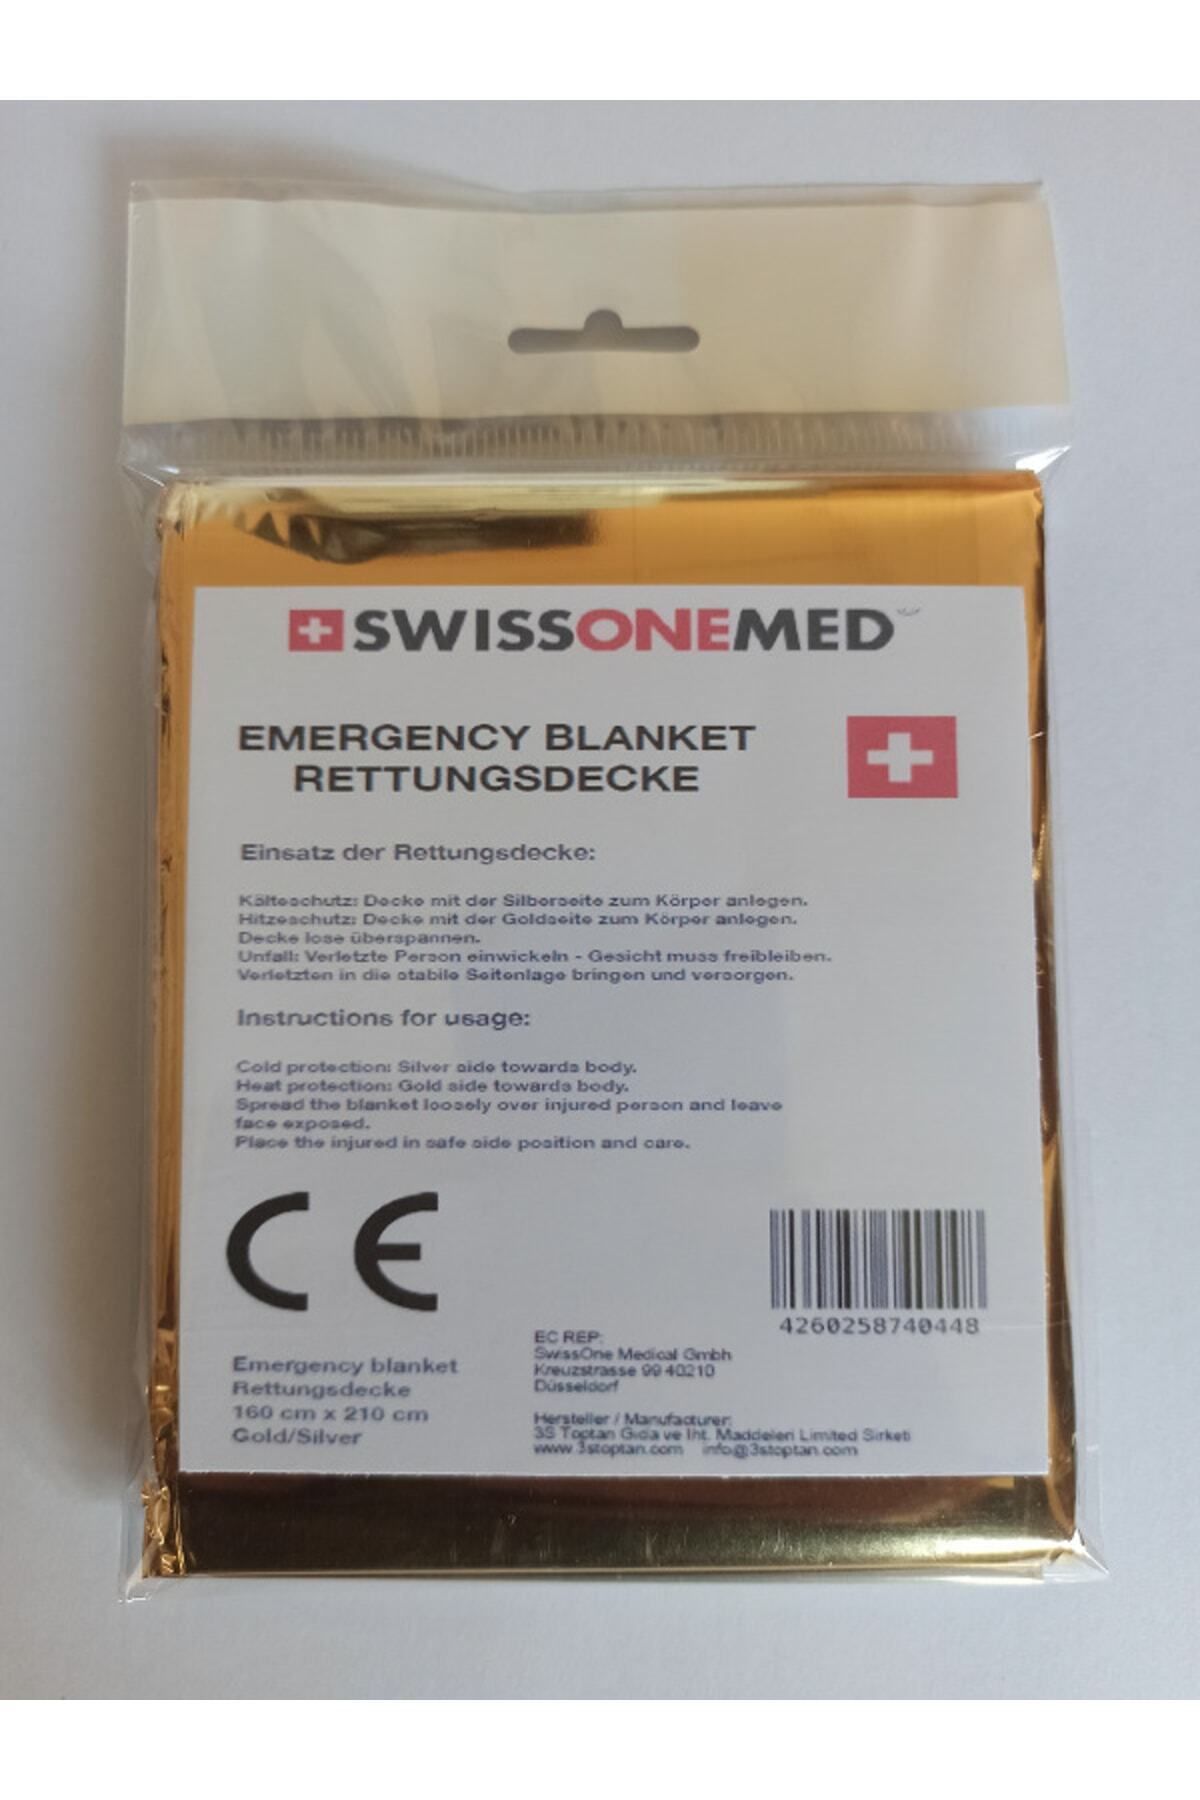 SWISSONEMED
EMERGENCY BLANKET
RETTUNGSDECKE
Einsatz der Rettungsdecke:
Kälteschutz: Decke mit der Silberseite zum Körper anlegen.
Hitzeschutz: Decke mit der Goldseite zum Körper anlegen.
Decke lose überspannen.
Unfall: Verletzte Person einwickeln - Gesicht muss freibleiben.
Verletzten in die stabile Seitenlage bringen und versorgen.
Instructions for usage:
Cold protection: Silver side towards body.
Heat protection: Gold side towards body.
Spread the blanket loosely over injured person and leave
face exposed.
Place the injured in safe side position and care.
CE
4260258740448
Emergency blanket
Rettungsdecke
160 cm x 210 cm
Gold/Silver
EC REP:
SwissOne Medical Gmbh
Kreuzstrasse 99 40210
Düsseldorf
Hersteller / Manufacturer:
3S Toptan Gida ve Iht. Maddeleri Limited Sirketi
www.3stoptan.com info@3stoptan.com